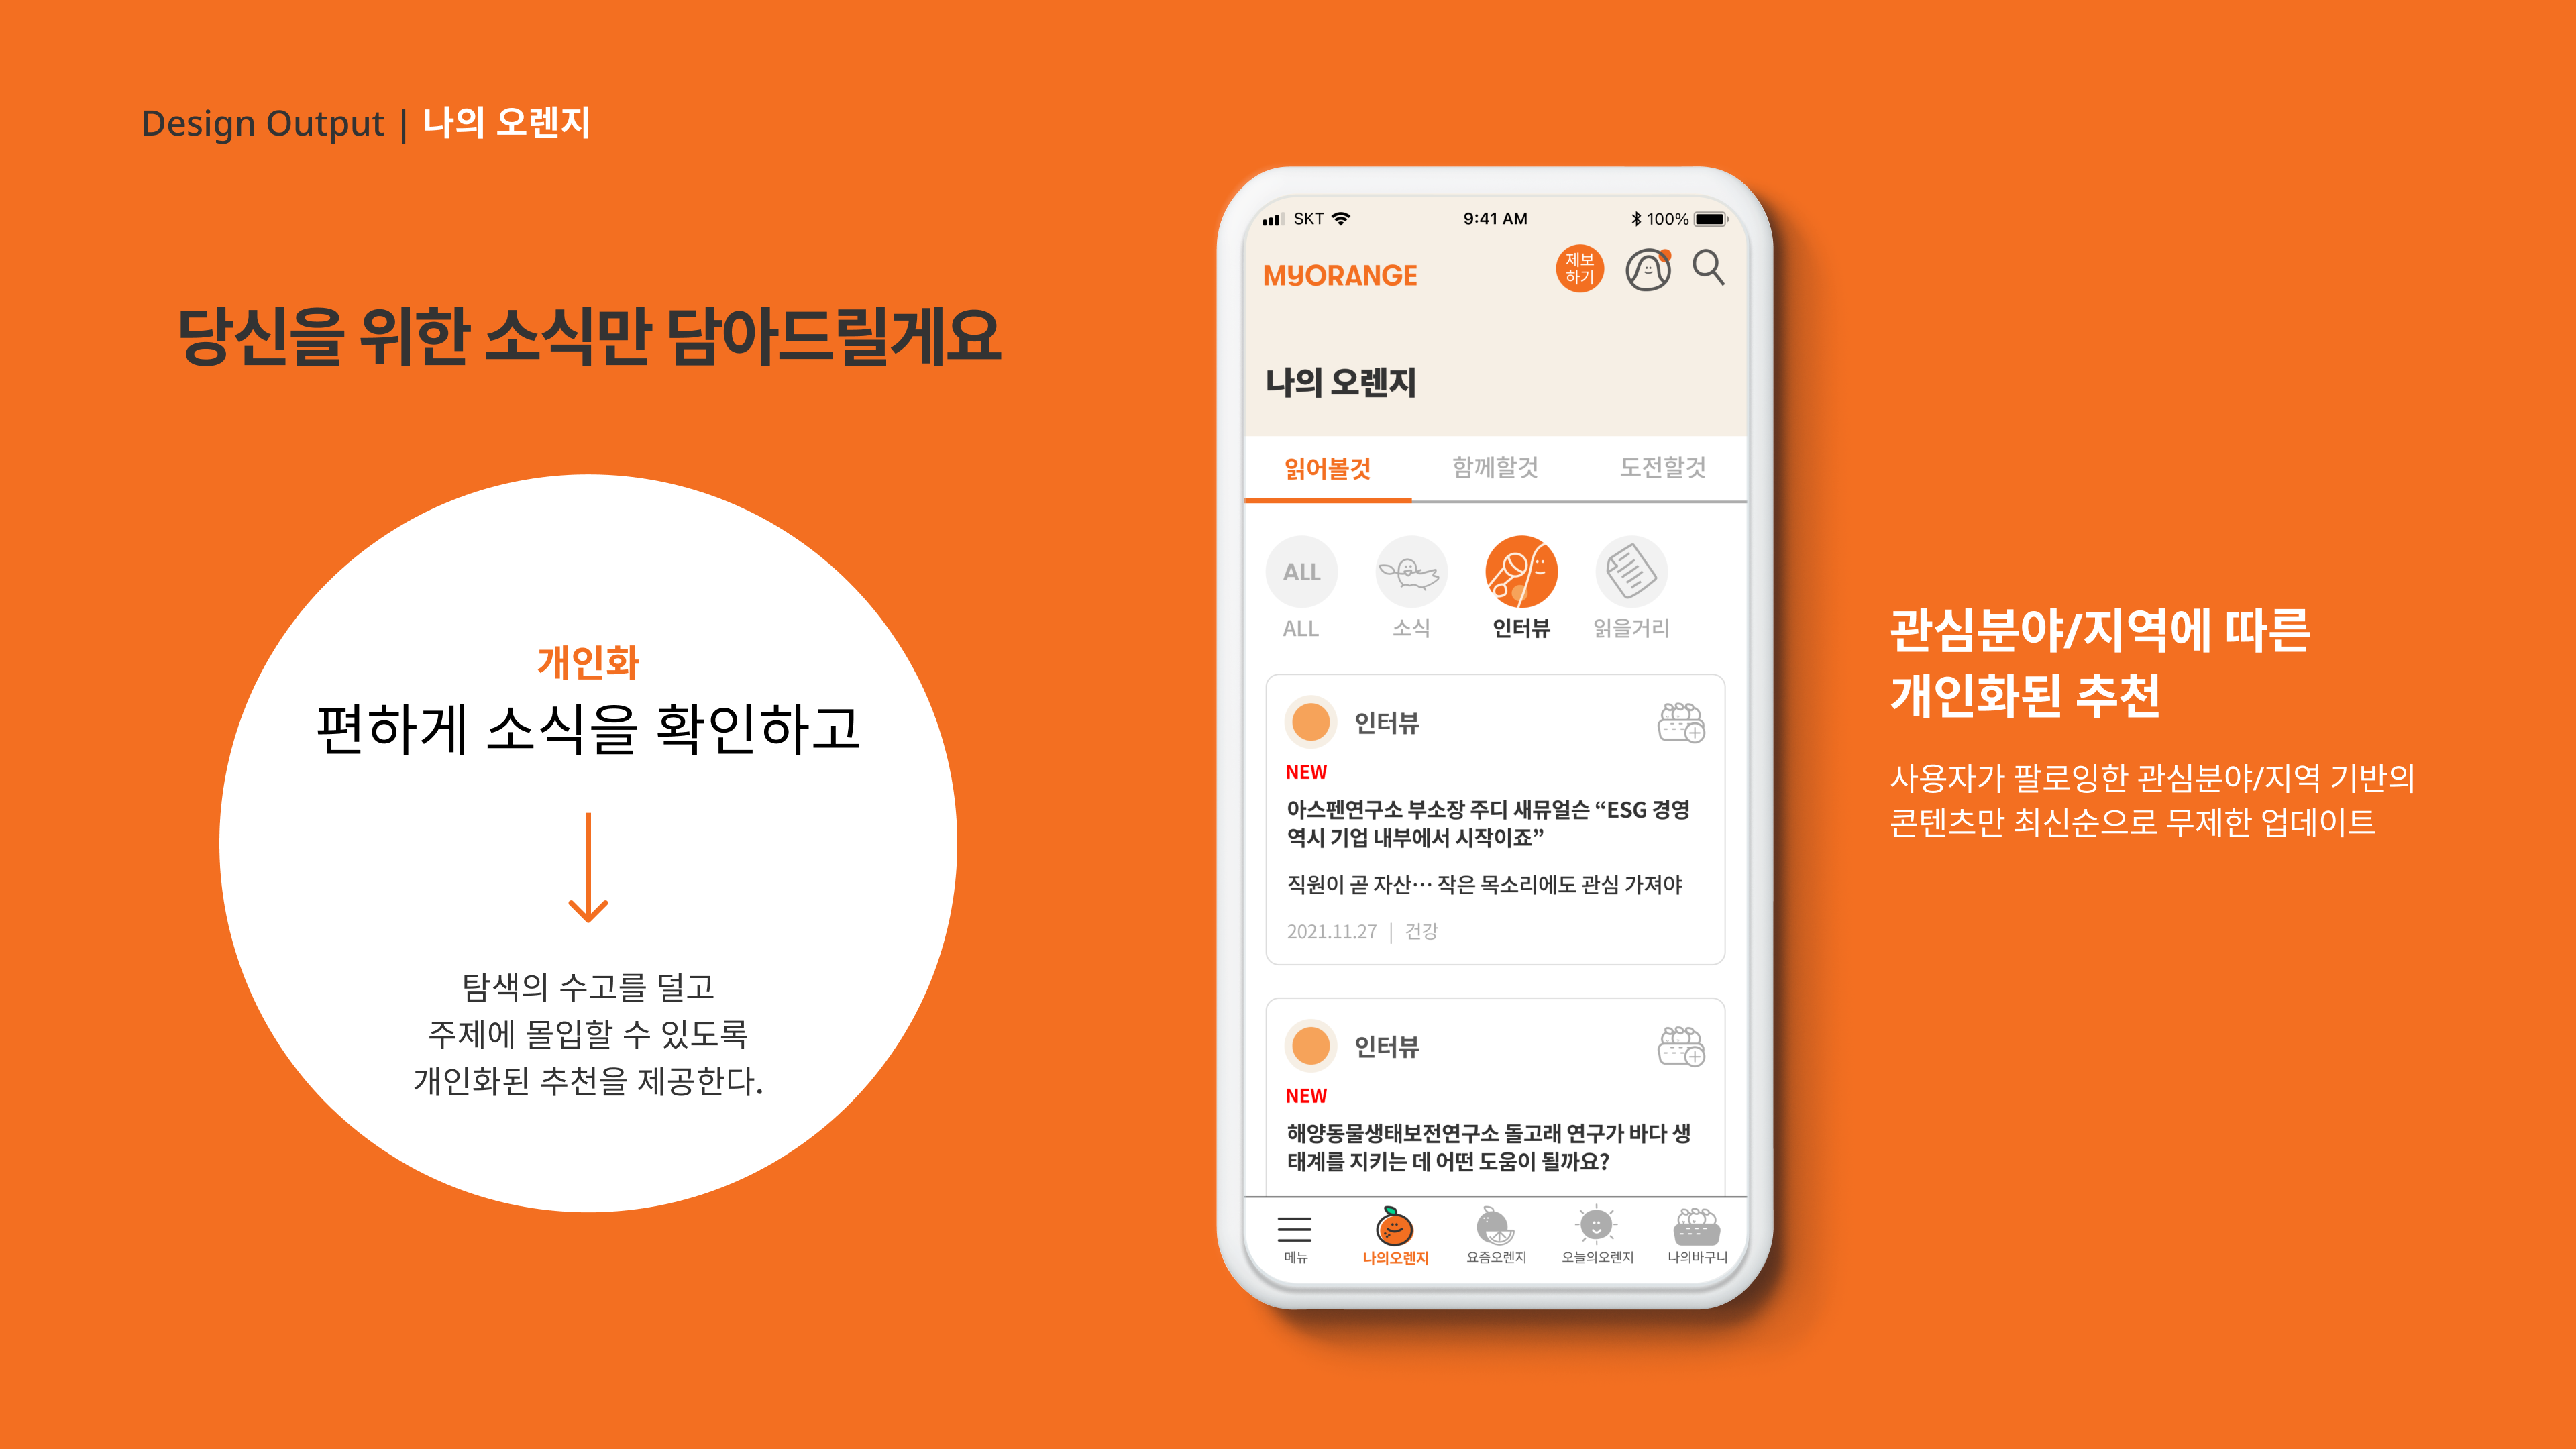 Design Output | 나의 오렌지
당신을 위한 소식만 담아드릴게요
개인화
편하게 소식을 확인하고
탐색의 수고를 덜고
주제에 몰입할 수 있도록
개인화된 추천을 제공한다.
SKT 9:41 AM 100%
MYORANGE
제보
하기
나의 오렌지
읽어볼것 함께할것 도전할것
ALL
ALL 소식 인터뷰 읽을거리
인터뷰
NEW
아스펜연구소 부소장 주디 새뮤얼슨 “ESG 경영
역시 기업 내부에서 시작이죠”
직원이 곧 자산… 작은 목소리에도 관심 가져야
2021.11.27 | 건강
인터뷰
NEW
해양동물생태보전연구소 돌고래 연구가 바다 생
태계를 지키는 데 어떤 도움이 될까요?
메뉴 나의오렌지 요즘오렌지 오늘의오렌지 나의바구니
관심분야/지역에 따른
개인화된 추천
사용자가 팔로잉한 관심분야/지역 기반의
콘텐츠만 최신순으로 무제한 업데이트